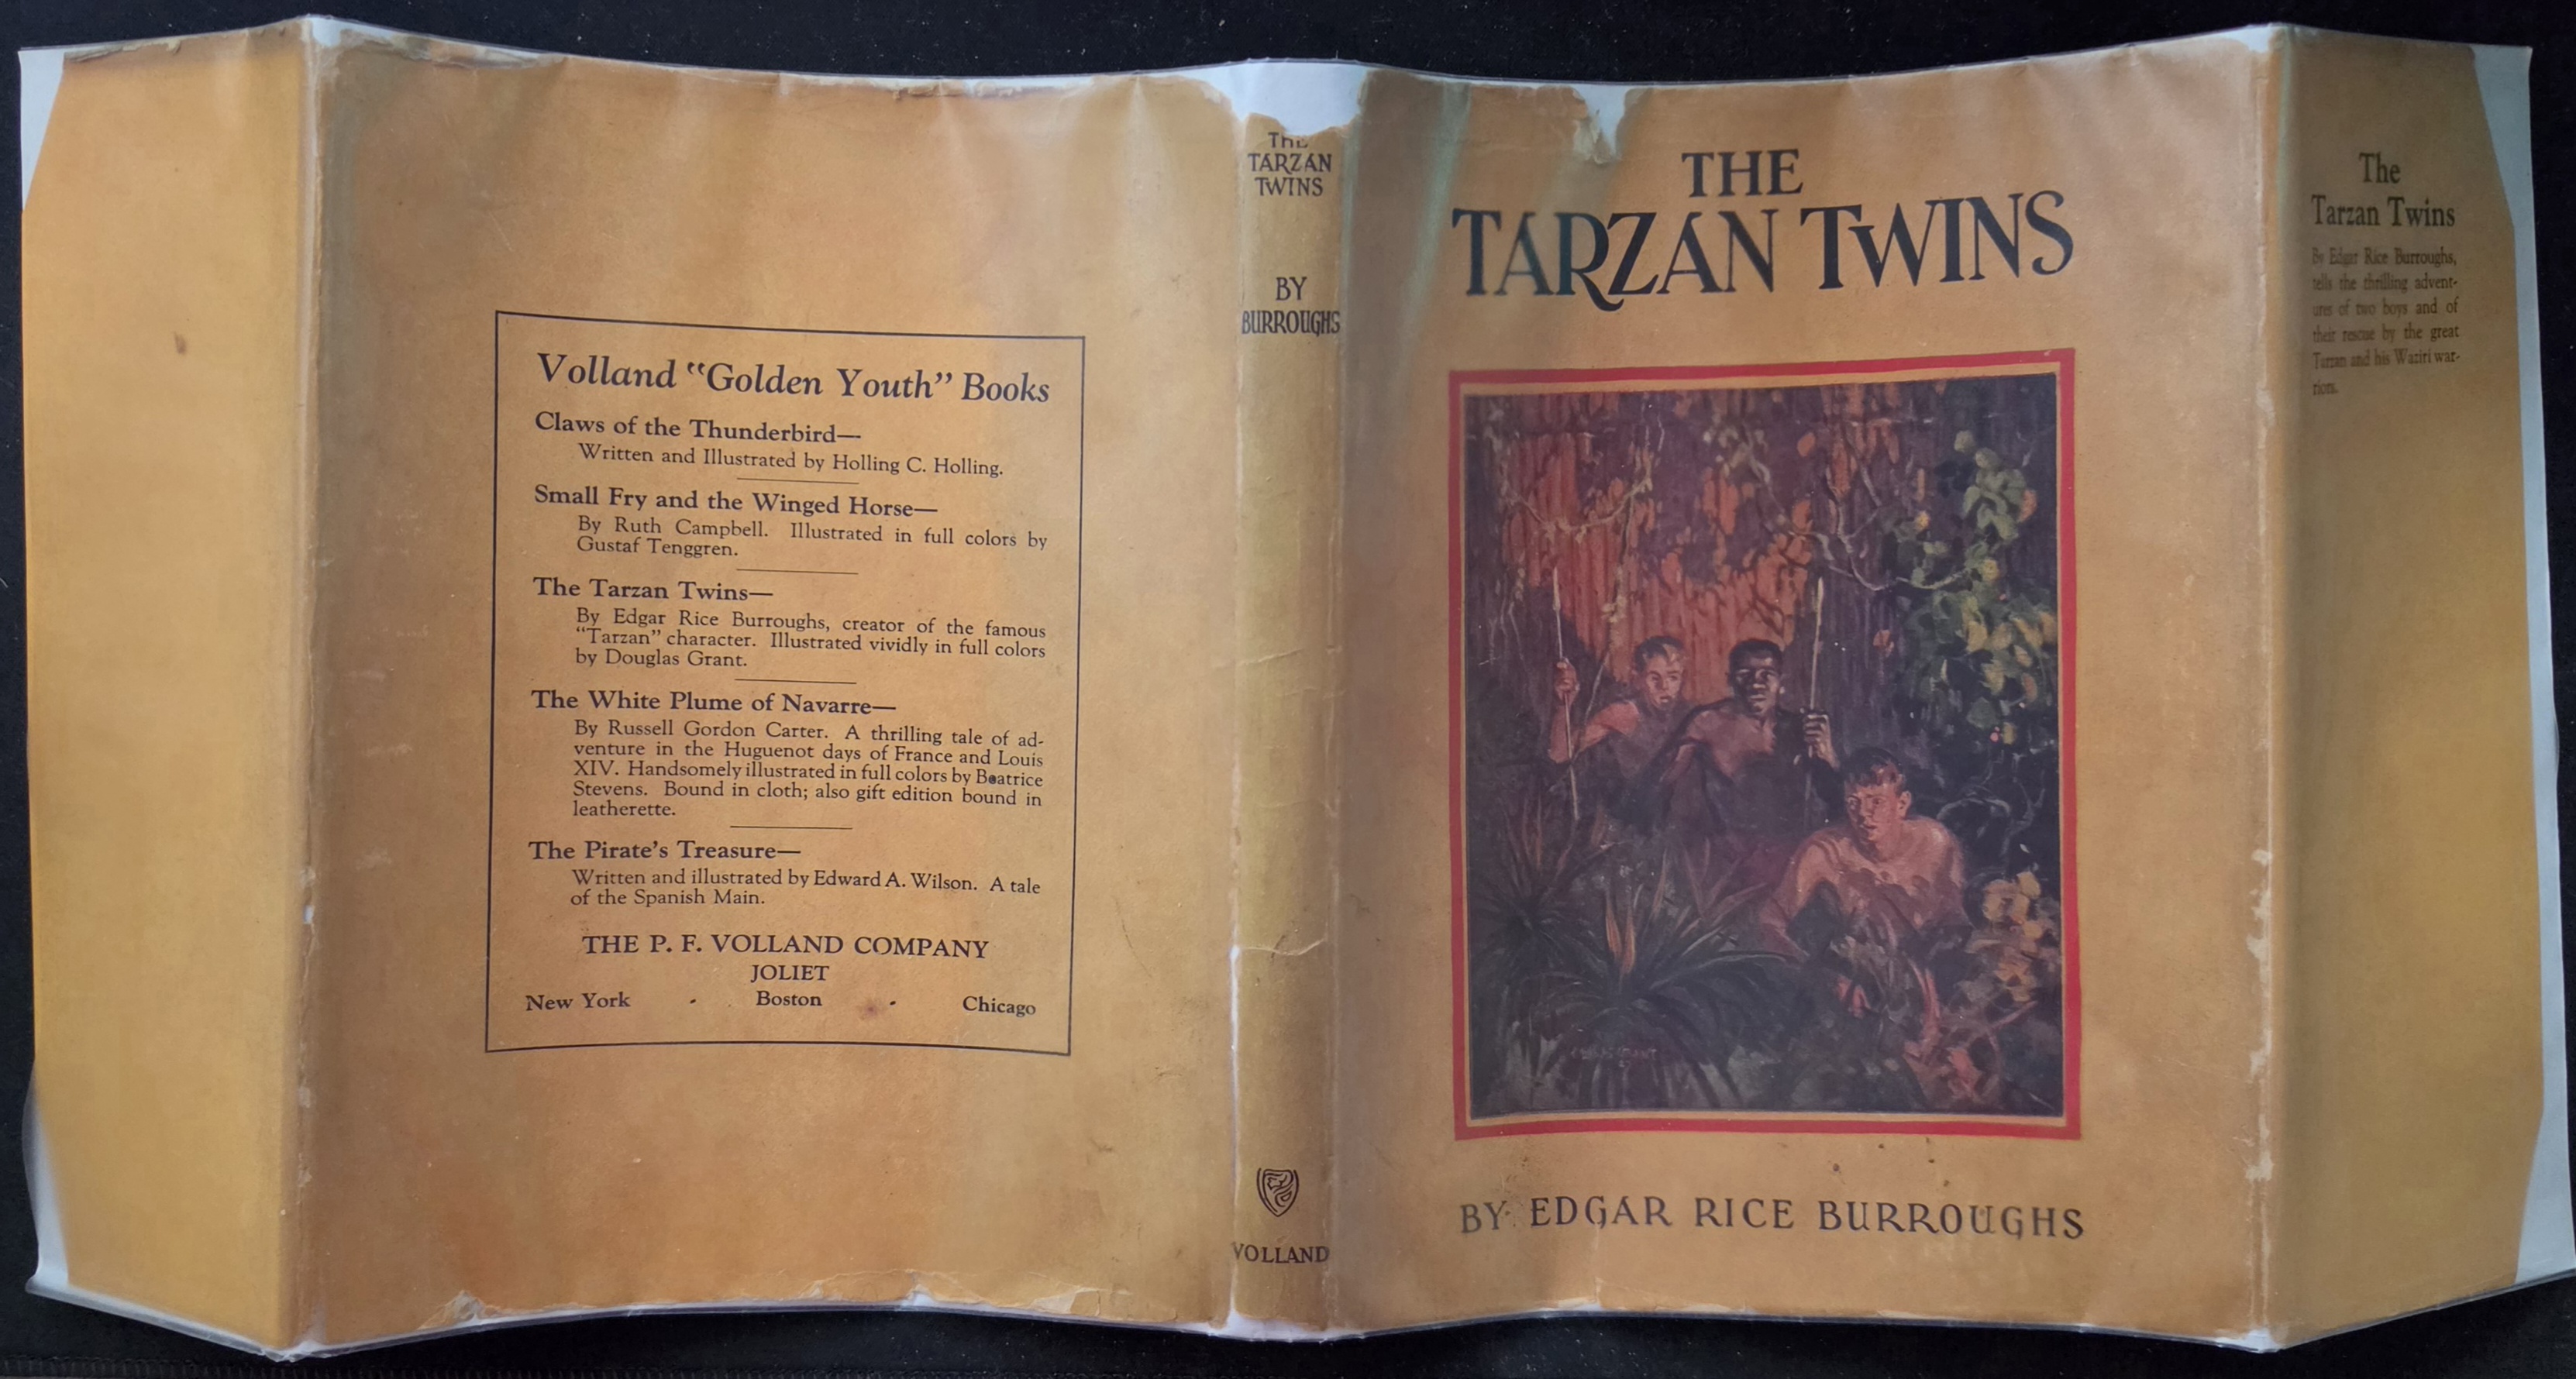 Volland “Golden Youth” Books
Claws of the Thunderbird—
Written and Illustrated by Holling C. Holling.
Small Fry and the Winged Horse—
By Ruth Campbell. Illustrated in full colors by
Gustaf Tenggren.
The Tarzan Twins—
By Edgar Rice Burroughs, creator of the famous
“Tarzan” character. Illustrated vividly in full colors
by Douglas Grant.
The White Plume of Navarre—
By Russell Gordon Carter. A thrilling tale of ad-
venture in the Huguenot days of France and Louis
XIV. Handsomely illustrated in full colors by Beatrice
Stevens. Bound in cloth; also gift edition bound in
leatherette.
The Pirate’s Treasure—
Written and illustrated by Edward A. Wilson. A tale
of the Spanish Main.
THE P. F. VOLLAND COMPANY
JOLIET
New York - Boston - Chicago
THE
TARZAN
TWINS
BY
BURROUGHS
VOLLAND
THE
TARZAN TWINS
BY EDGAR RICE BURROUGHS
The
Tarzan Twins
By Edgar Rice Burroughs,
tells the thrilling advent-
ures of two boys and of
their rescue by the great
Tarzan and his Waziri war-
riors.